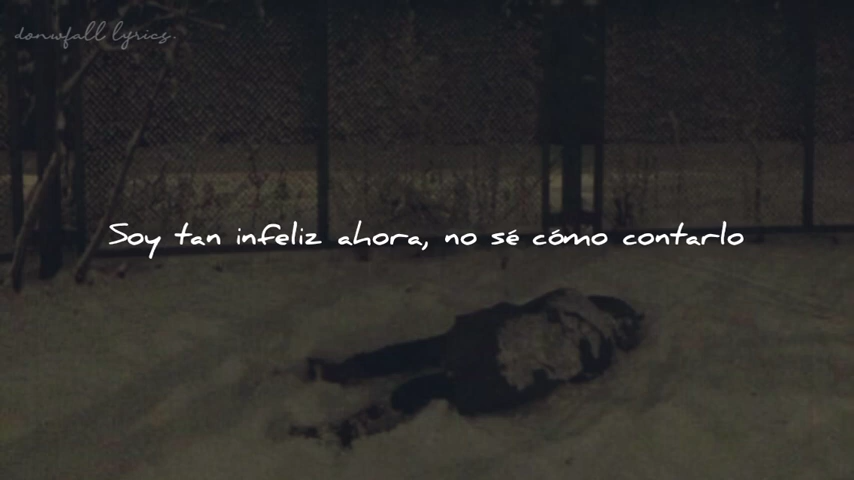 donwfall lyrics.
Soy tan infeliz ahora, no sé cómo contarlo